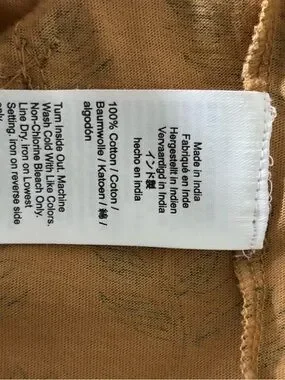 Made in India
Fabriqué en Inde
Hergestellt in Indien
Vervaardigd in India
インド製
hecho en india
100% Cotton / Coton /
Baumwolle / Katoen / 綿 /
algodón
Turn Inside Out. Machine
Wash Cold With Like Colors.
Non-Chlorine Bleach Only.
Line Dry, iron on Lowest
Setting, iron on reverse side
only.